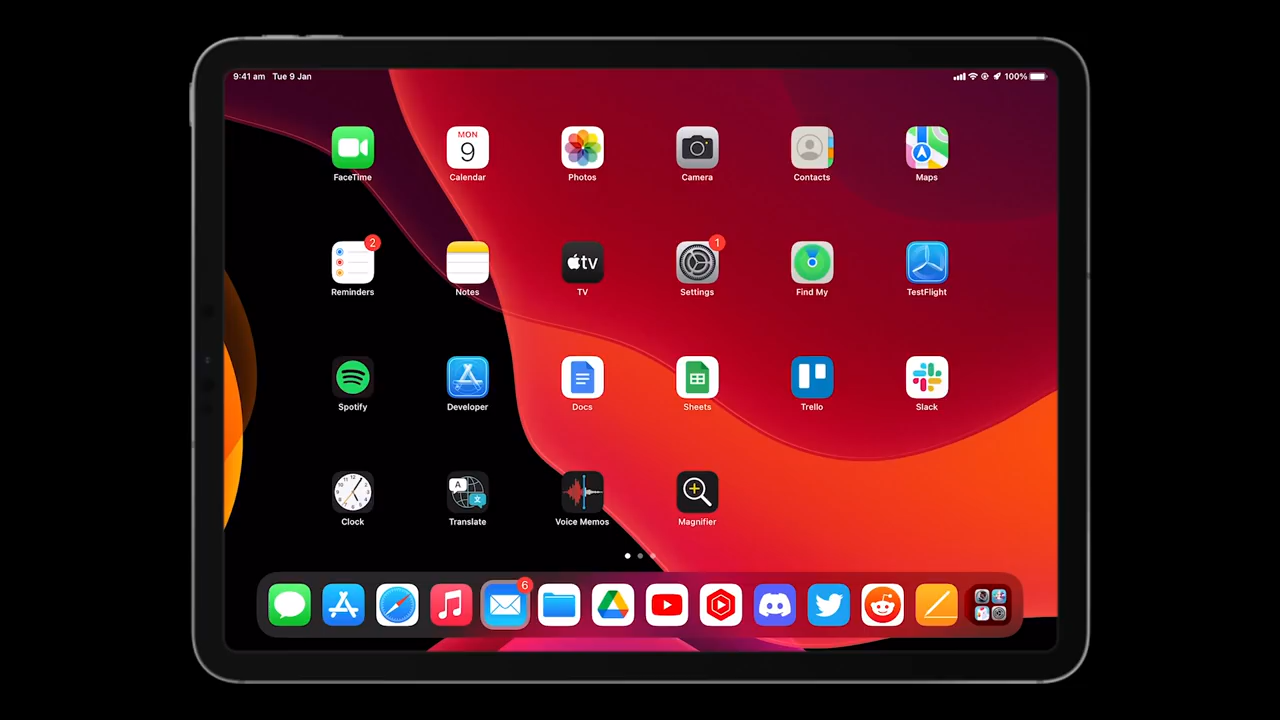 9:41 am Tue 9 Jan 100%
MON
9
FaceTime Calendar Photos Camera Contacts Maps
2 1
tv
Reminders Notes TV Settings Find My TestFlight
Spotify Developer Docs Sheets Trello Slack
A 文
Clock Translate Voice Memos Magnifier
6